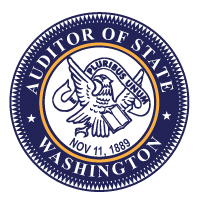 AUDITOR OF STATE
PLURIBUS UNUM
NOV 11, 1889
WASHINGTON